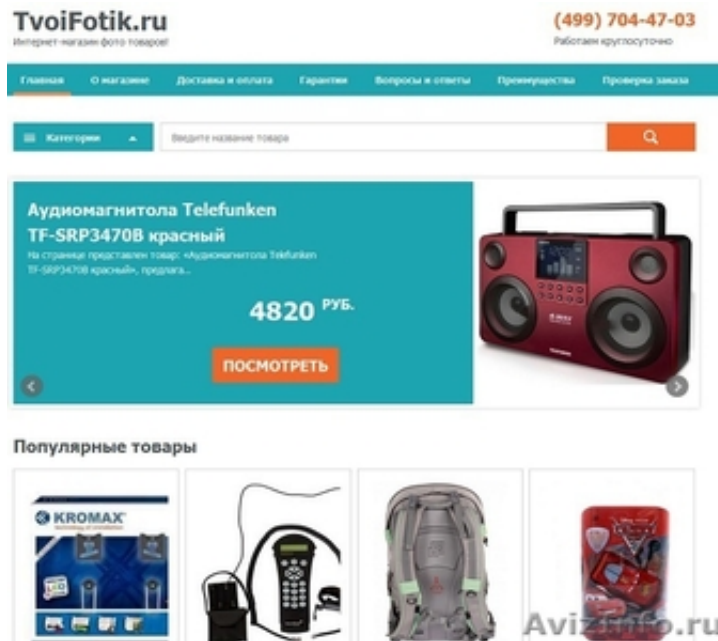 TvoiFotik.ru
(499) 704-47-03
Интернет-магазин фото товаров!
Работаем круглосуточно
Главная О магазине Доставка и оплата Гарантии Вопросы и ответы Преимущества Проверка заказа
Категории Введите название товара
Аудиомагнитола Telefunken
TF-SRP3470B красный
На странице представлен товар: «Аудиомагнитола Telefunken
TF-SRP3470B красный», предлага...
4820 РУБ.
ПОСМОТРЕТЬ
Популярные товары
KROMAX
AvizInfo.ru